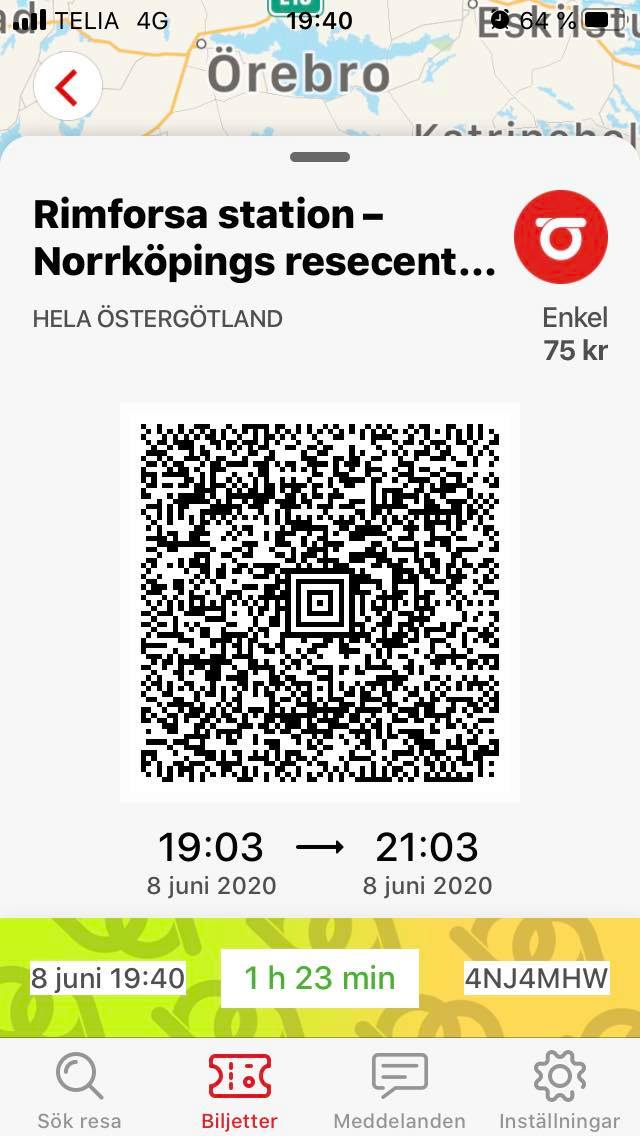 TELIA 4G 19:40 64 %
E18
Örebro
Rimforsa station –
Norrköpings resecent...
HELA ÖSTERGÖTLAND
Enkel
75 kr
19:03 → 21:03
8 juni 2020 8 juni 2020
8 juni 19:40 1 h 23 min 4NJ4MHW
Sök resa Biljetter Meddelanden Inställningar